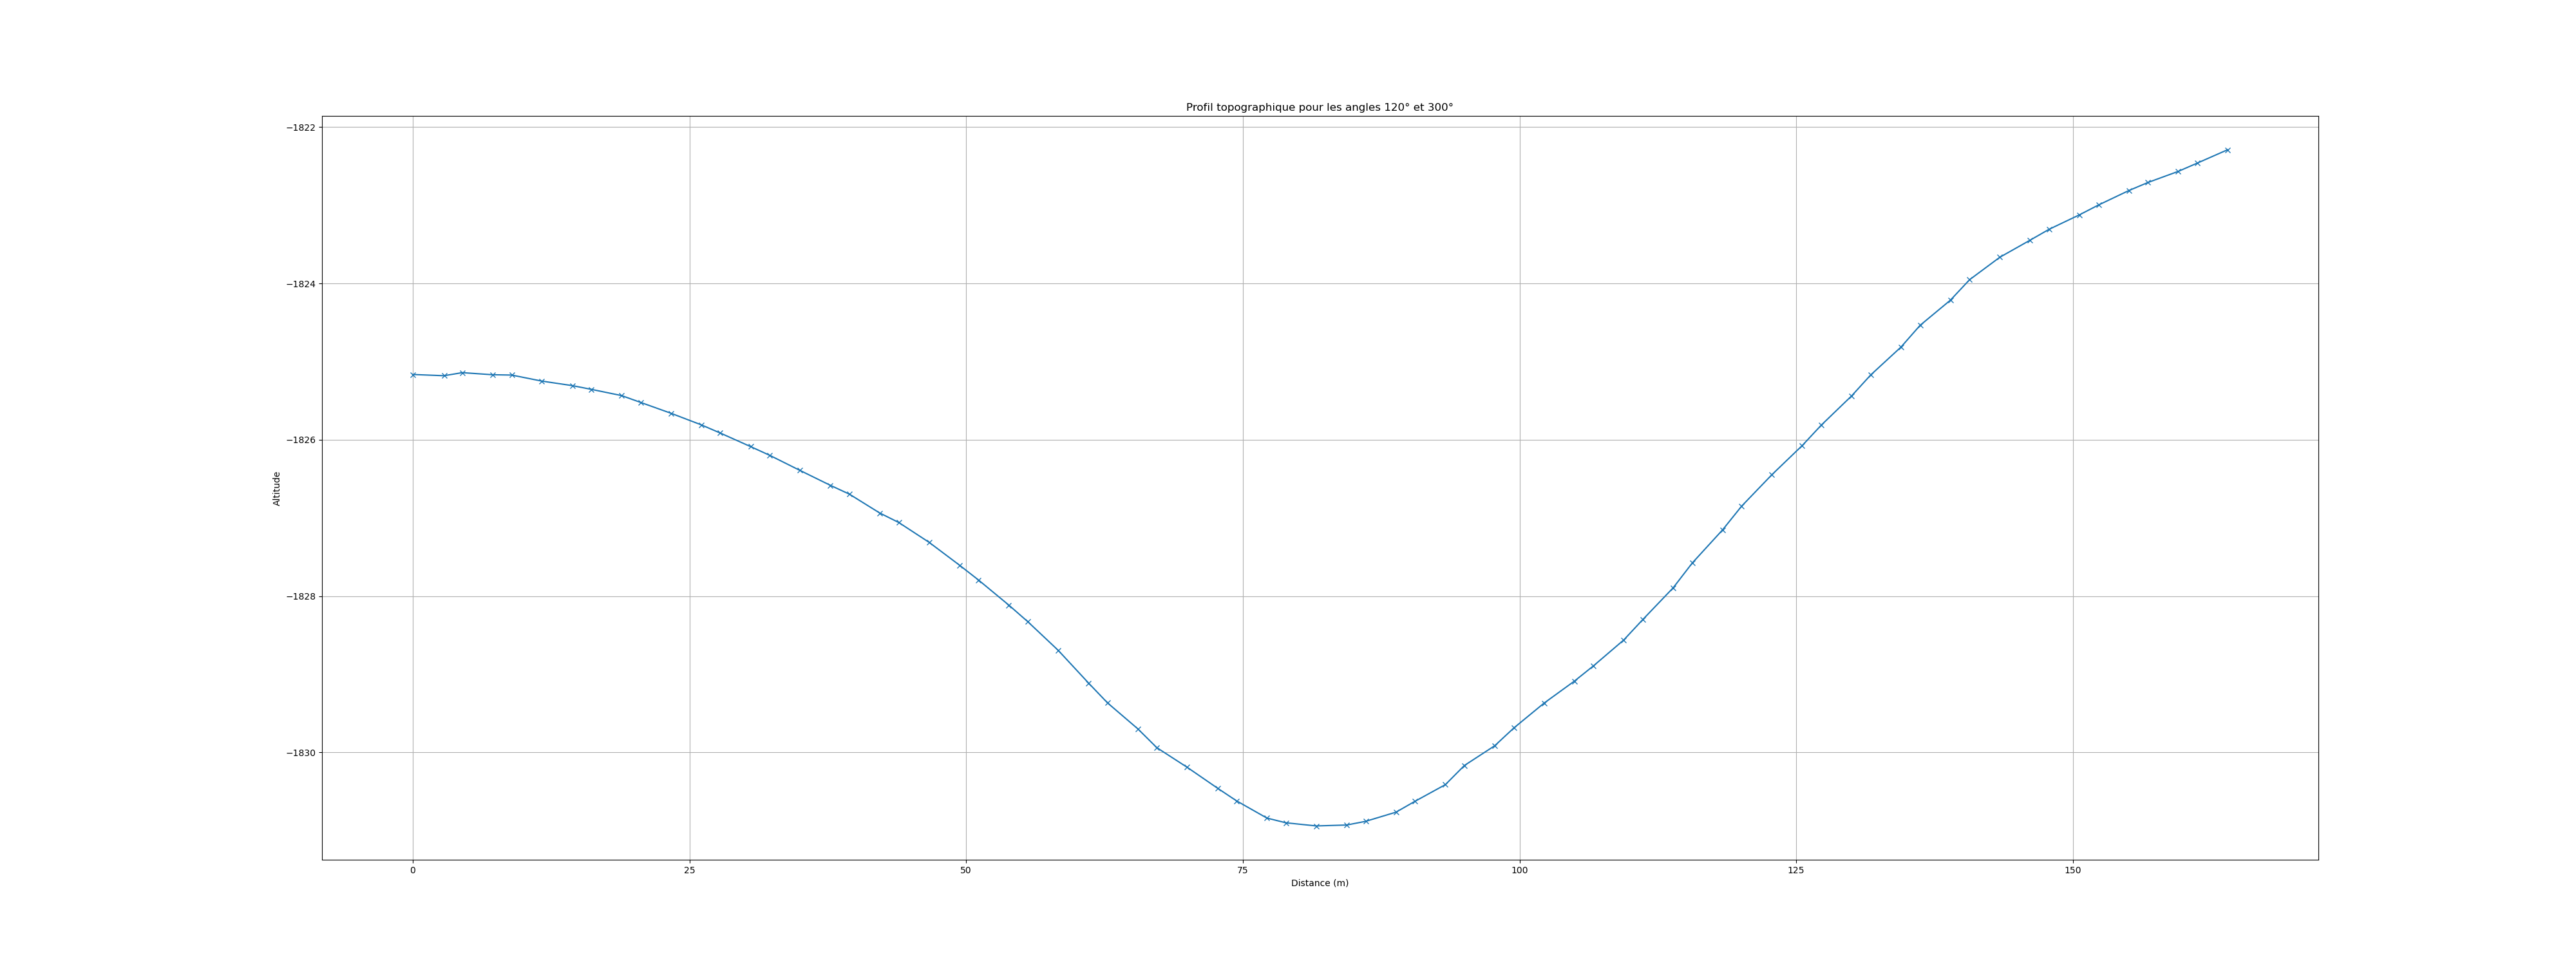 Profil topographique pour les angles 120° et 300°
−1822
−1824
−1826
−1828
−1830
Altitude
0 25 50 75 100 125 150
Distance (m)